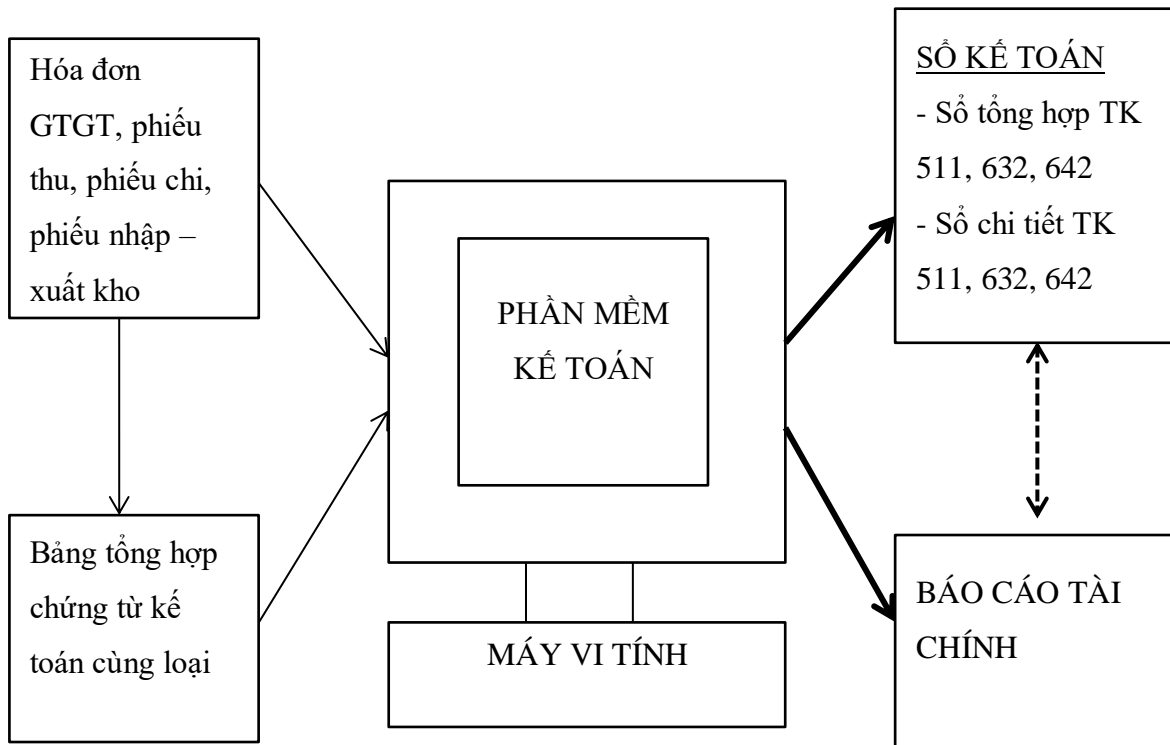 Hóa đơn
GTGT, phiếu
thu, phiếu chi,
phiếu nhập –
xuất kho
Bảng tổng hợp
chứng từ kế
toán cùng loại
PHẦN MỀM
KẾ TOÁN
MÁY VI TÍNH
SỔ KẾ TOÁN
- Sổ tổng hợp TK
511, 632, 642
- Sổ chi tiết TK
511, 632, 642
BÁO CÁO TÀI
CHÍNH